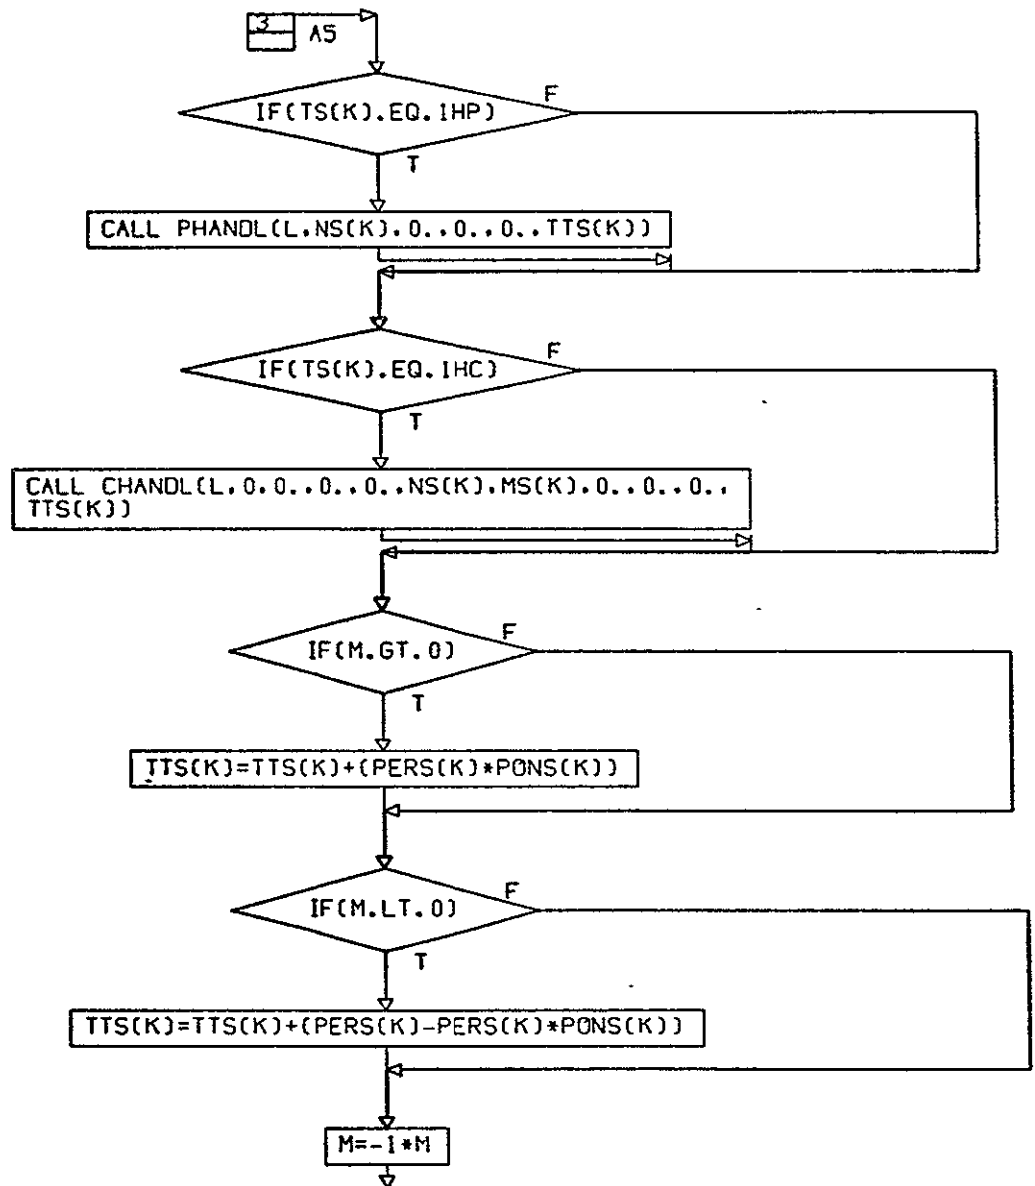 3
A5
IF(TS(K).EQ.1HP)
F
T
CALL PHANDL(L,NS(K),0.,0.,0.,TTS(K))
IF(TS(K).EQ.1HC)
F
T
CALL CHANDL(L,0,0.,0.,0.,NS(K),MS(K),0.,0.,0.,
TTS(K))
IF(M.GT.0)
F
T
TTS(K)=TTS(K)+(PERS(K)*PONS(K))
IF(M.LT.0)
F
T
TTS(K)=TTS(K)+(PERS(K)-PERS(K)*PONS(K))
M=-1*M